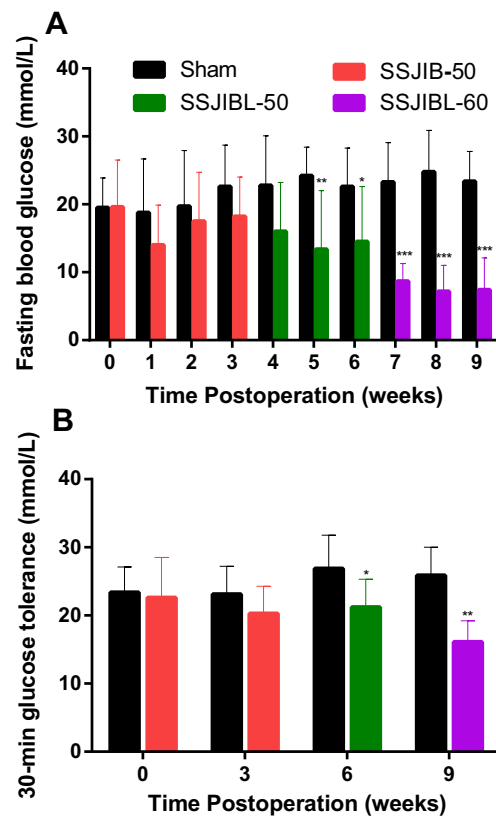 A
Fasting blood glucose (mmol/L)
Sham
SSJIB-50
SSJIBL-50
SSJIBL-60
40
30
20
10
0
**
*
***
***
***
0 1 2 3 4 5 6 7 8 9
Time Postoperation (weeks)
B
30-min glucose tolerance (mmol/L)
40
30
20
10
0
*
**
0 3 6 9
Time Postoperation (weeks)